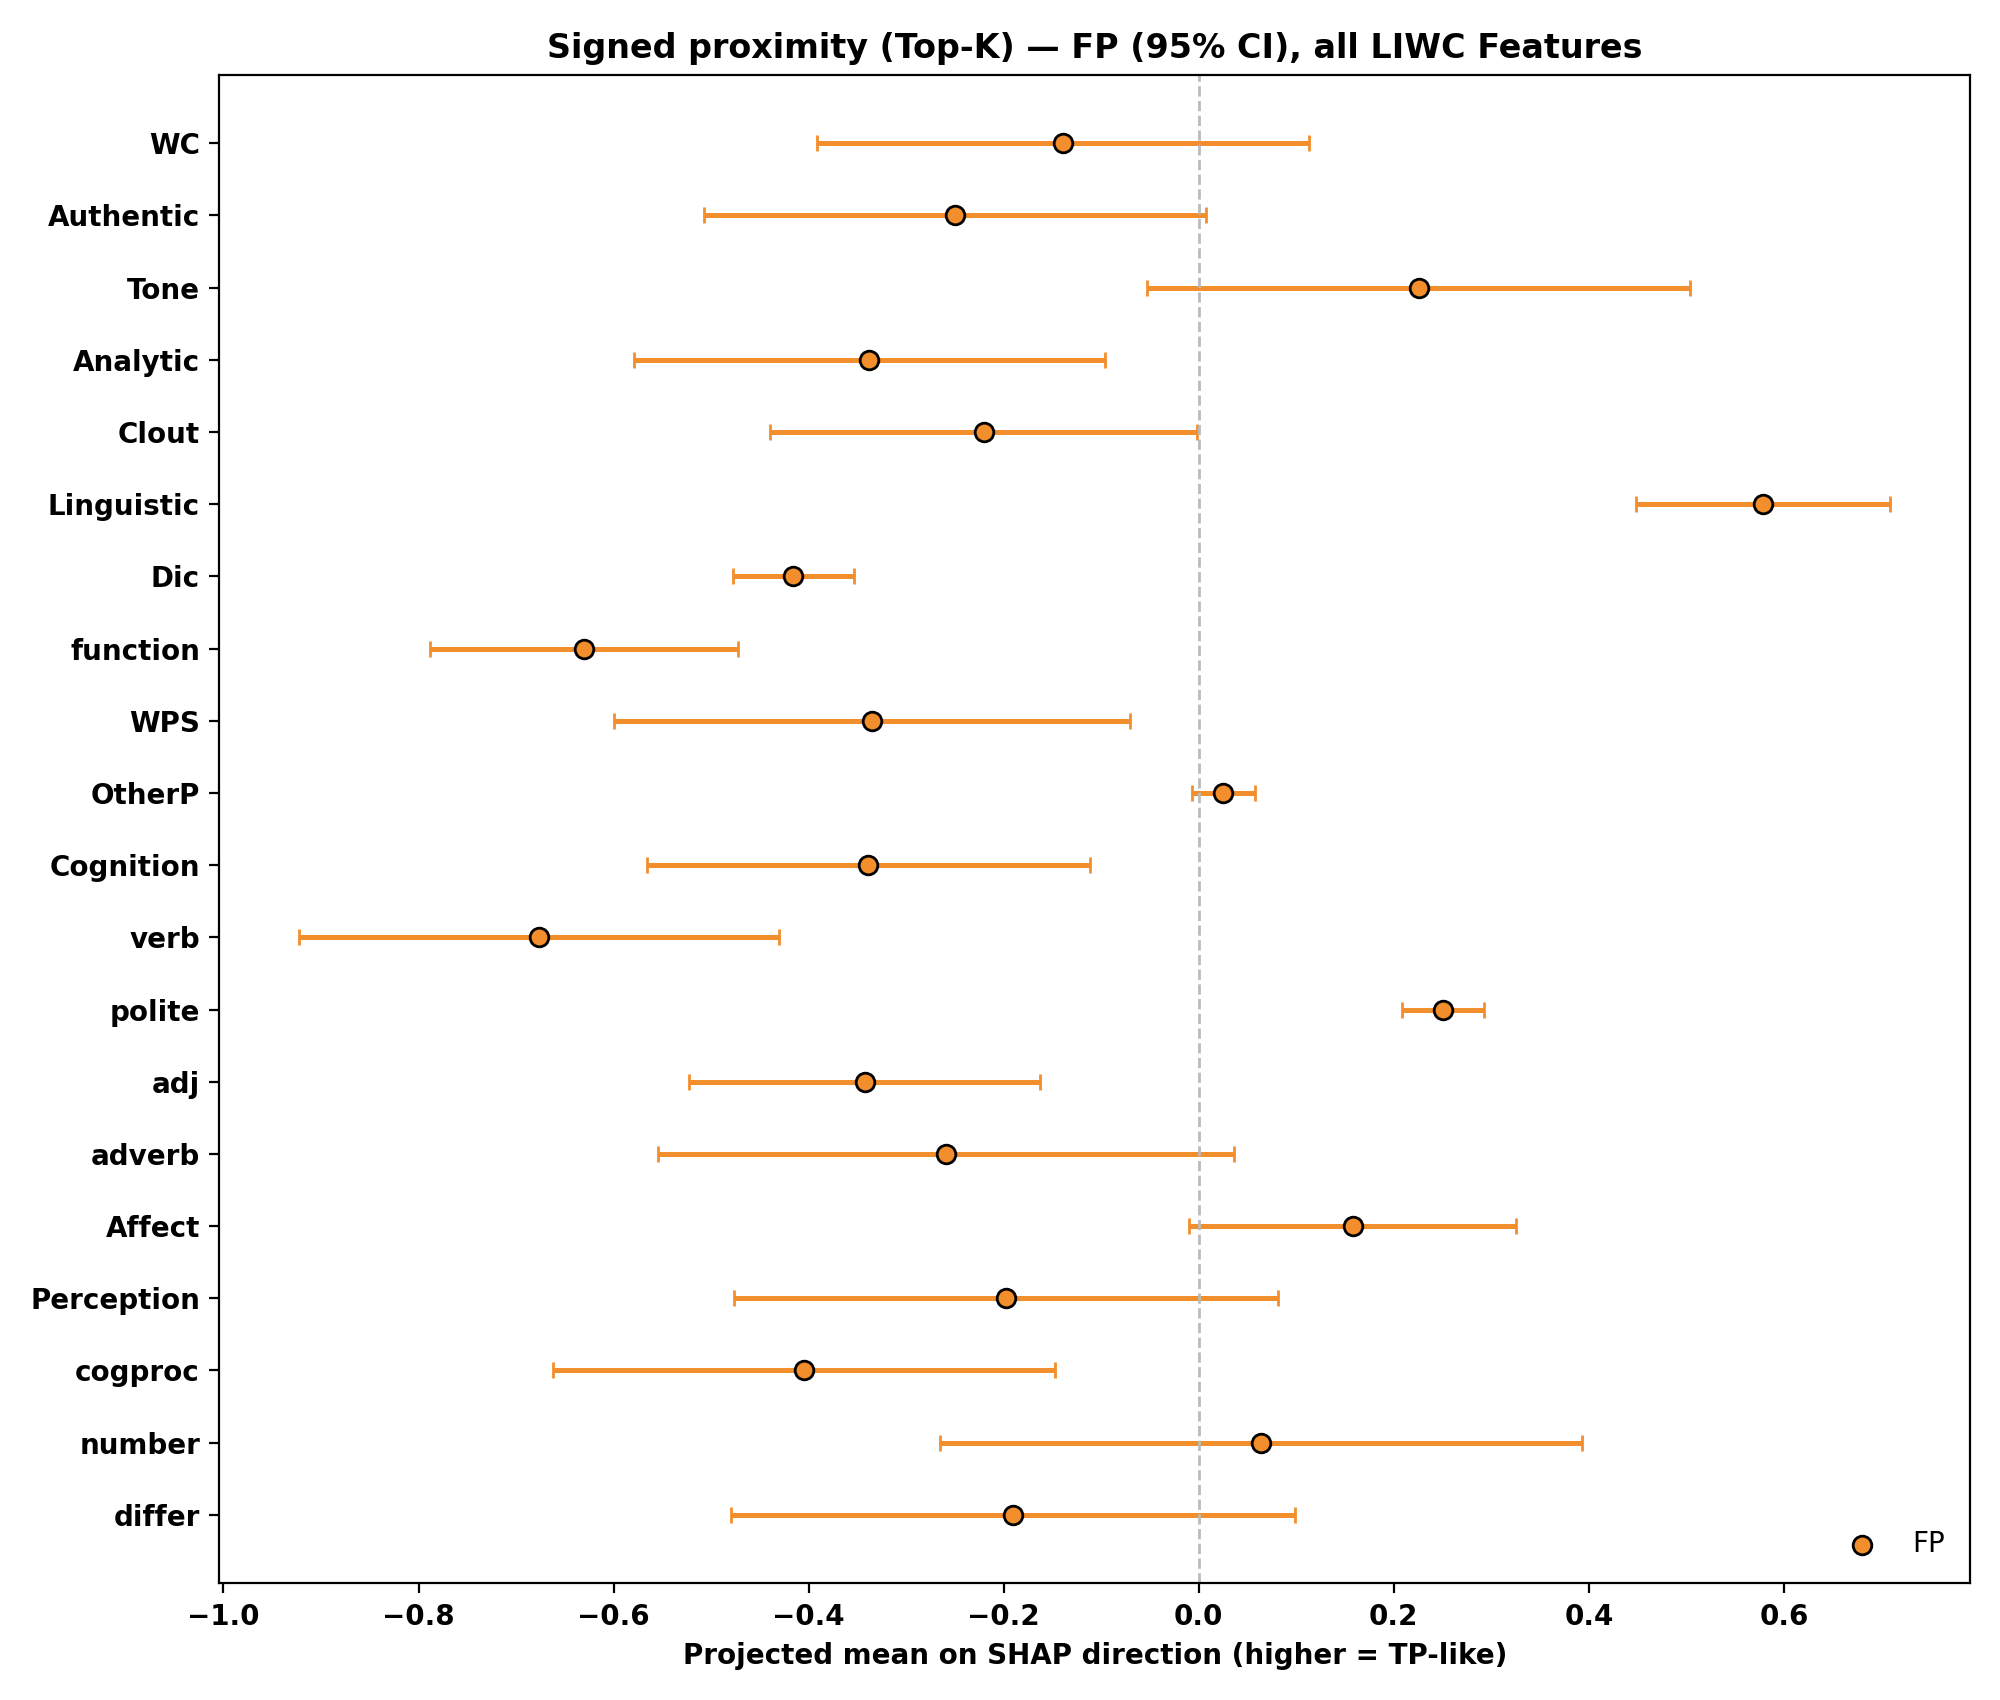 Signed proximity (Top-K) — FP (95% CI), all LIWC Features
WC
Authentic
Tone
Analytic
Clout
Linguistic
Dic
function
WPS
OtherP
Cognition
verb
polite
adj
adverb
Affect
Perception
cogproc
number
differ
FP
−1.0 −0.8 −0.6 −0.4 −0.2 0.0 0.2 0.4 0.6
Projected mean on SHAP direction (higher = TP-like)